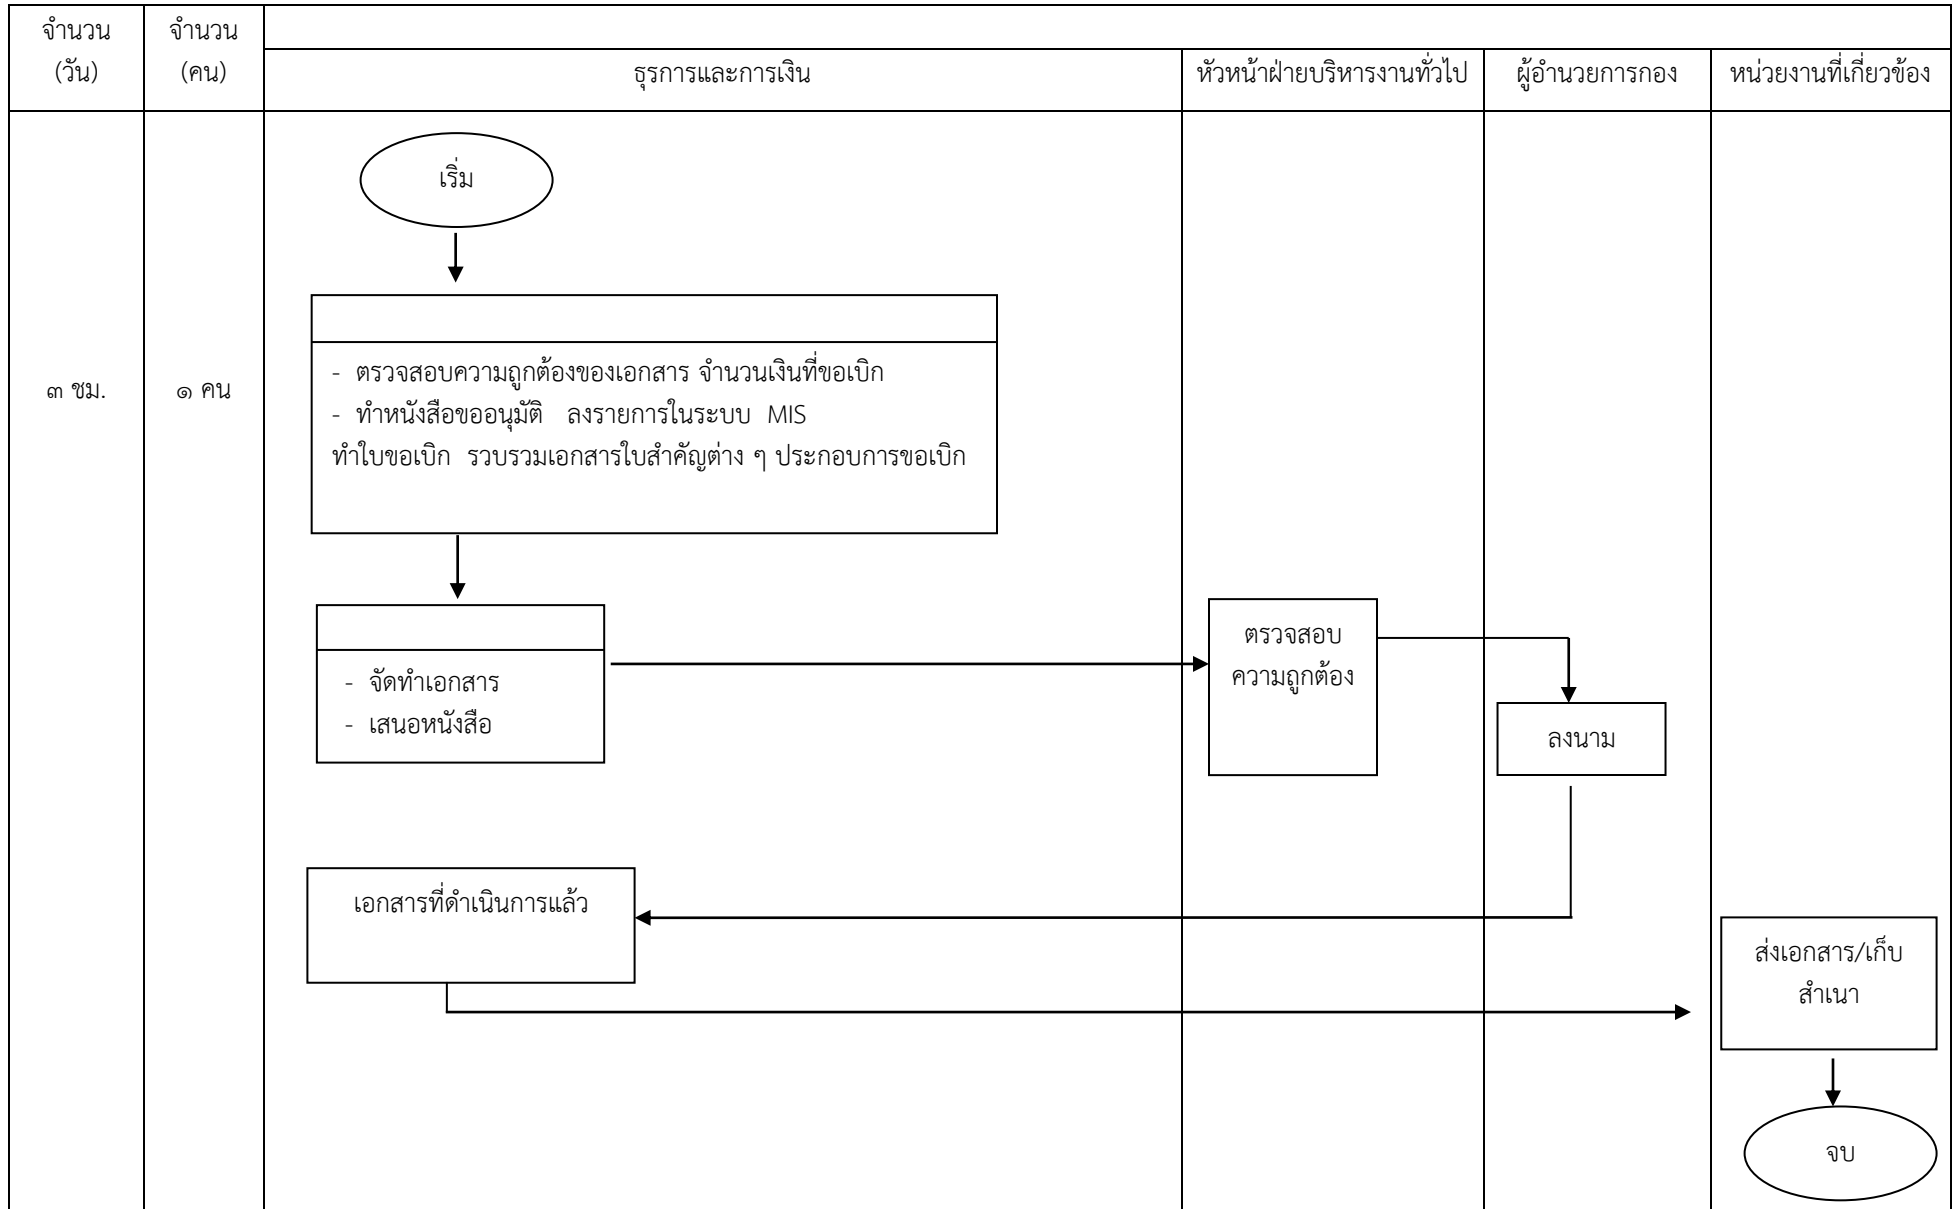 จำนวน
(วัน)
จำนวน
(คน)
ธุรการและการเงิน
หัวหน้าฝ่ายบริหารงานทั่วไป
ผู้อำนวยการกอง
หน่วยงานที่เกี่ยวข้อง
เริ่ม
๓ ชม.
๑ คน
- ตรวจสอบความถูกต้องของเอกสาร จำนวนเงินที่ขอเบิก
- ทำหนังสือขออนุมัติ ลงรายการในระบบ MIS
ทำใบขอเบิก รวบรวมเอกสารใบสำคัญต่าง ๆ ประกอบการขอเบิก
- จัดทำเอกสาร
- เสนอหนังสือ
ตรวจสอบ
ความถูกต้อง
ลงนาม
เอกสารที่ดำเนินการแล้ว
ส่งเอกสาร/เก็บ
สำเนา
จบ